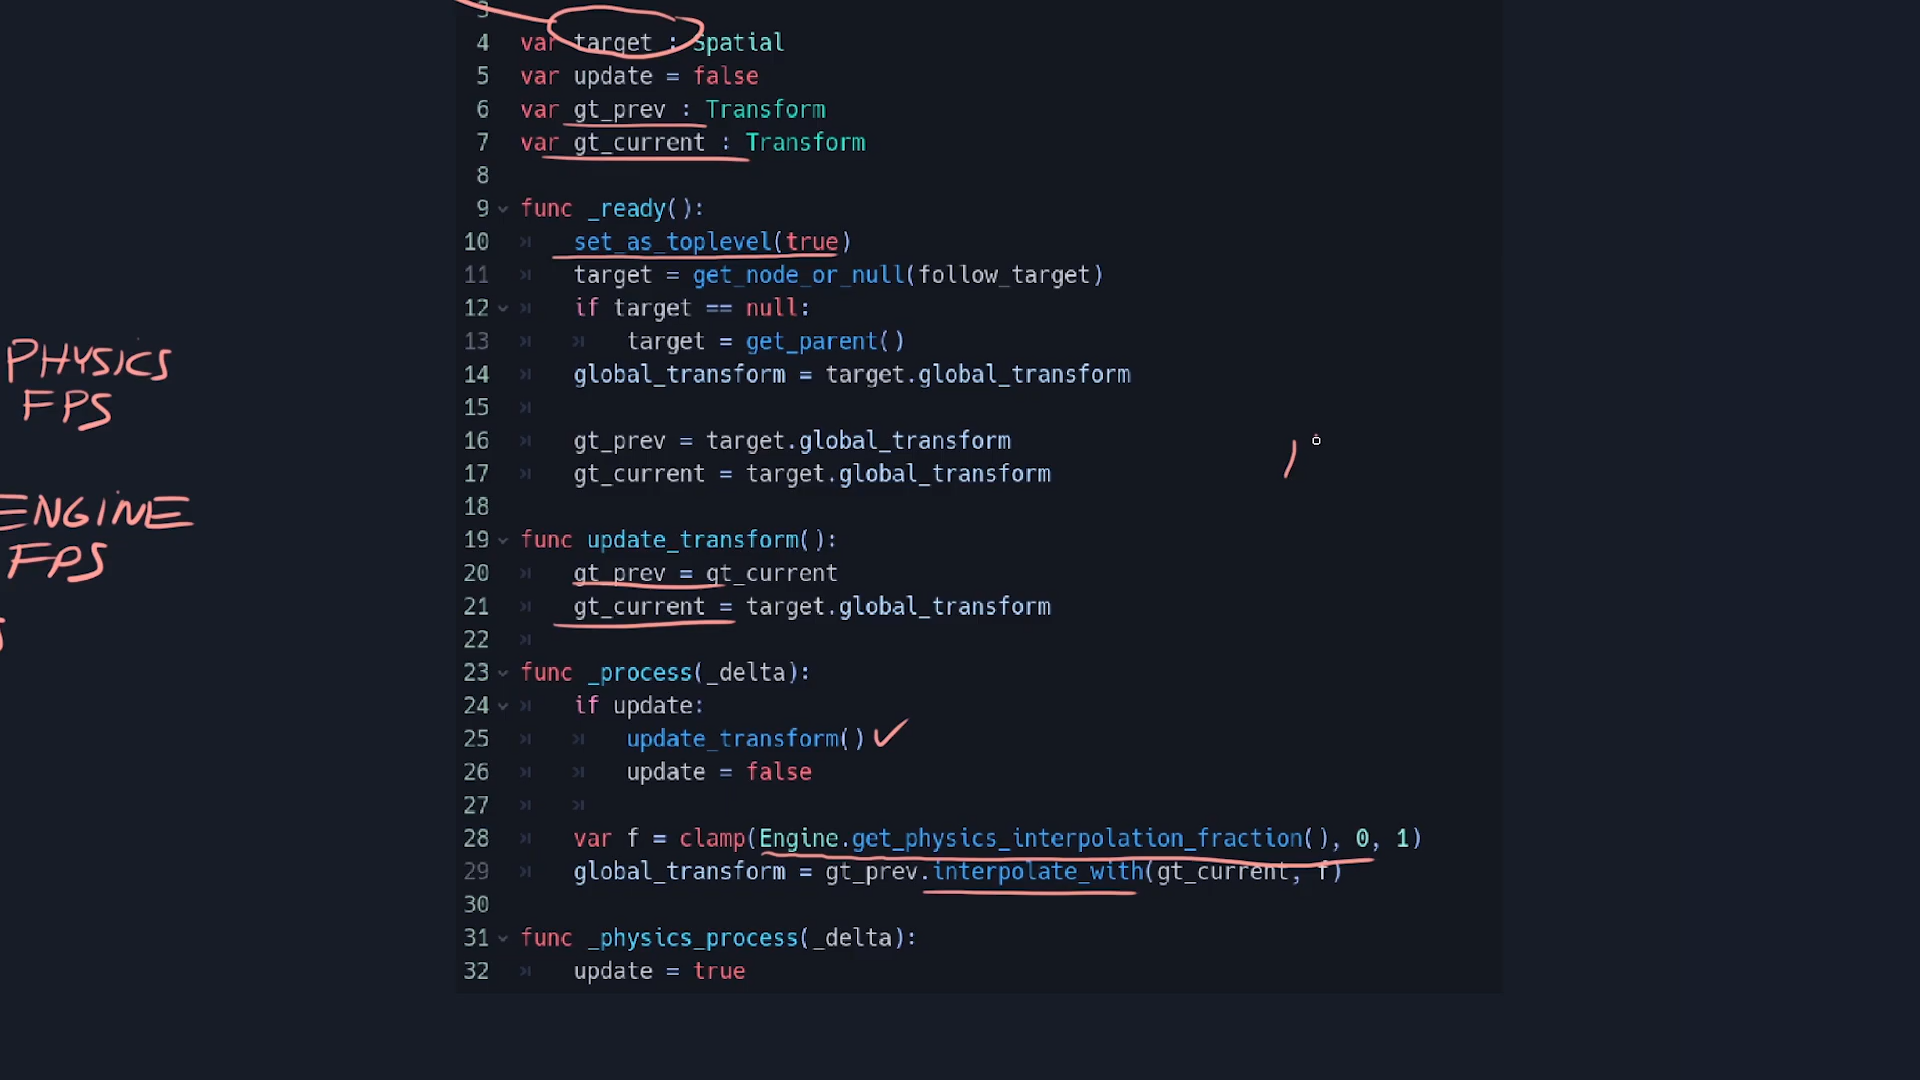 3
4 var target : Spatial
5 var update = false
6 var gt_prev : Transform
7 var gt_current : Transform
8
9 func _ready():
10 set_as_toplevel(true)
11 target = get_node_or_null(follow_target)
12 if target == null:
13 target = get_parent()
14 global_transform = target.global_transform
15
16 gt_prev = target.global_transform
17 gt_current = target.global_transform
18
19 func update_transform():
20 gt_prev = gt_current
21 gt_current = target.global_transform
22
23 func _process(_delta):
24 if update:
25 update_transform()
26 update = false
27
28 var f = clamp(Engine.get_physics_interpolation_fraction(), 0, 1)
29 global_transform = gt_prev.interpolate_with(gt_current, f)
30
31 func _physics_process(_delta):
32 update = true
PHYSICS
FPS
ENGINE
FPS